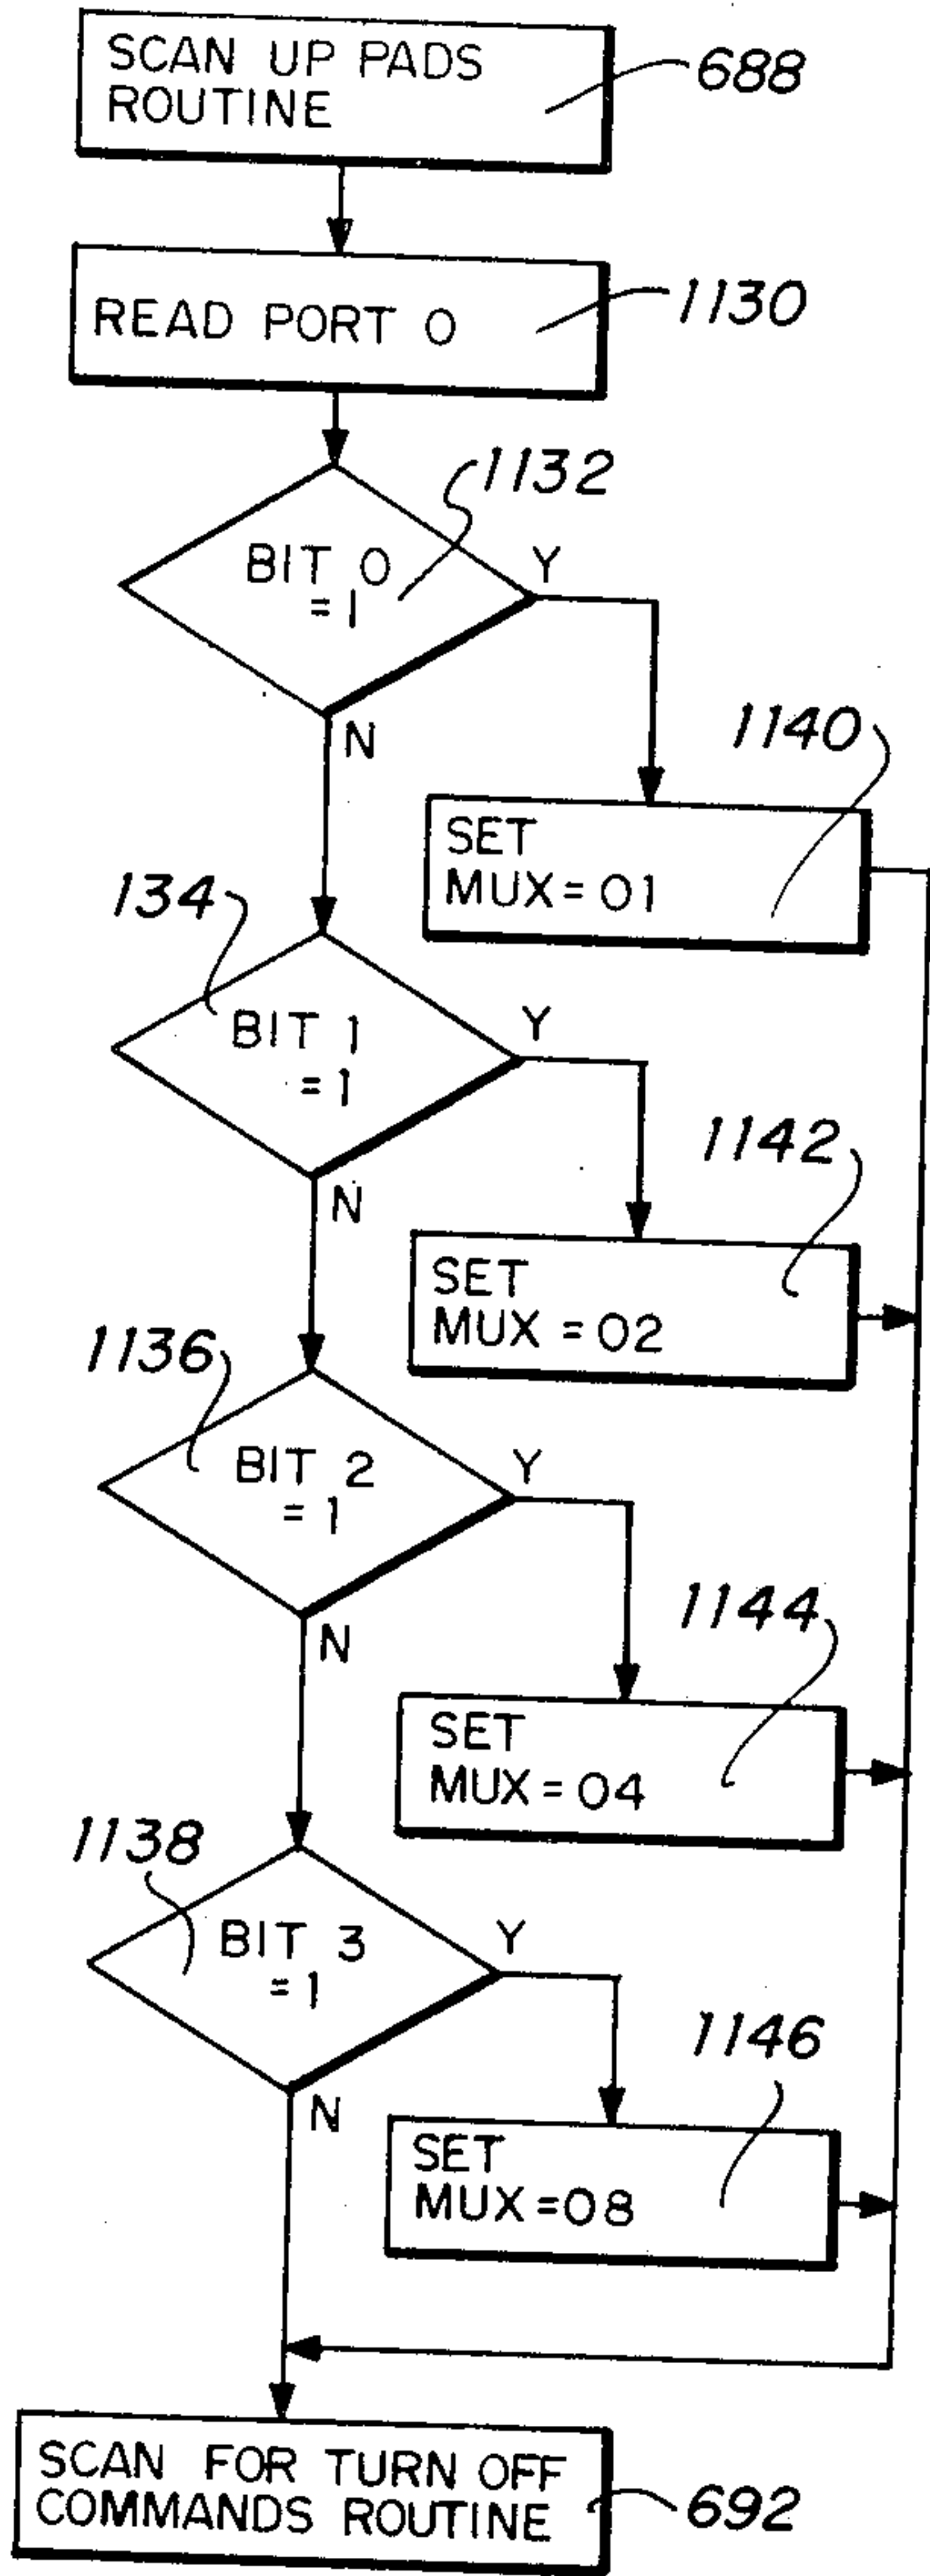 SCAN UP PADS
ROUTINE
688
READ PORT 0
1130
1132
BIT 0
= 1
Y
N
1140
SET
MUX = 01
134
BIT 1
= 1
Y
N
1142
SET
MUX = 02
1136
BIT 2
= 1
Y
N
1144
SET
MUX = 04
1138
BIT 3
= 1
Y
N
1146
SET
MUX = 08
SCAN FOR TURN OFF
COMMANDS ROUTINE
692